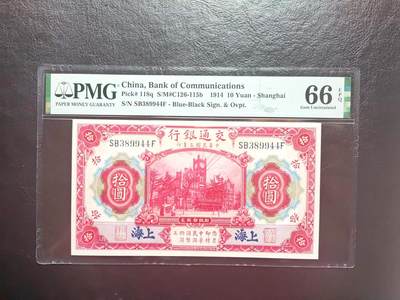 PMG
PAPER MONEY GUARANTY
China, Bank of Communications
Pick# 118q S/M#C126-115b 1914 10 Yuan - Shanghai
S/N SB389944F - Blue-Black Sign. & Ovpt.
66 EPQ
Gem Uncirculated
行銀通交
SB389944F
SB389944F
拾
拾
圓拾
圓拾
海上
海上